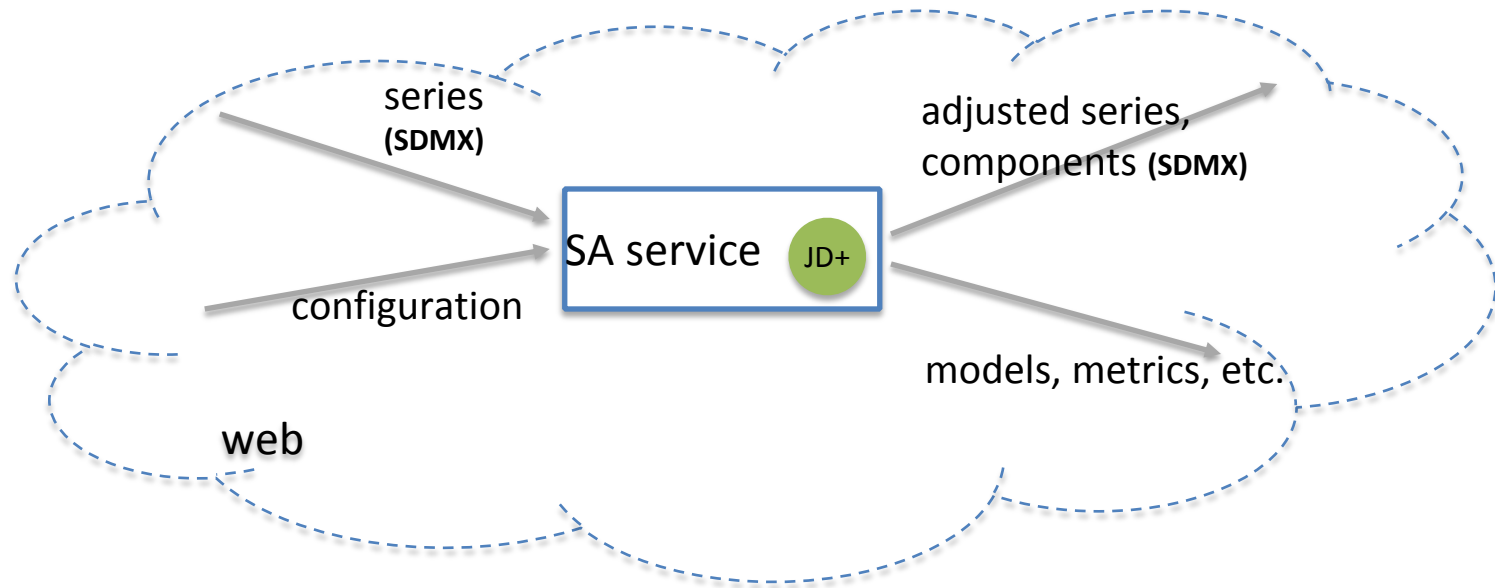 series
(SDMX)
adjusted series,
components (SDMX)
SA service
JD+
configuration
models, metrics, etc.
web